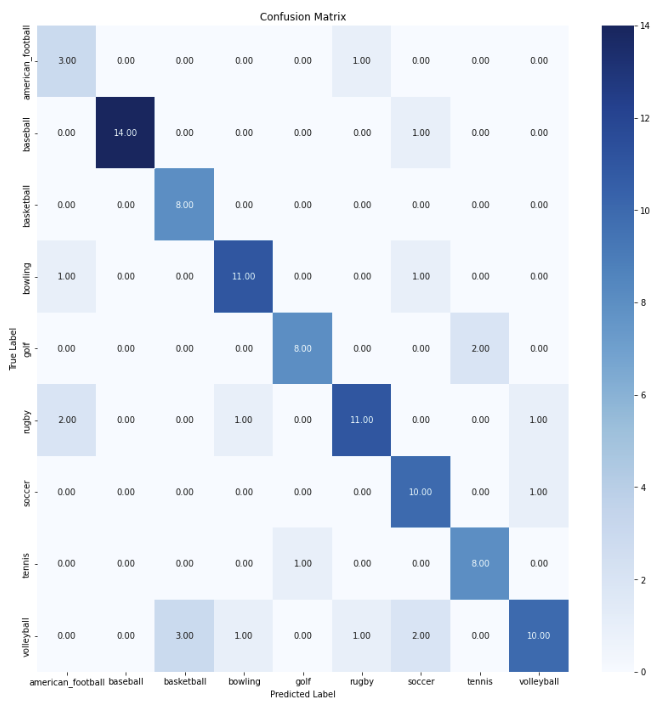 Confusion Matrix
american_football 3.00 0.00 0.00 0.00 0.00 1.00 0.00 0.00 0.00
baseball 0.00 14.00 0.00 0.00 0.00 0.00 1.00 0.00 0.00
basketball 0.00 0.00 8.00 0.00 0.00 0.00 0.00 0.00 0.00
bowling 1.00 0.00 0.00 11.00 0.00 0.00 1.00 0.00 0.00
golf 0.00 0.00 0.00 0.00 8.00 0.00 0.00 2.00 0.00
rugby 2.00 0.00 0.00 1.00 0.00 11.00 0.00 0.00 1.00
soccer 0.00 0.00 0.00 0.00 0.00 0.00 10.00 0.00 1.00
tennis 0.00 0.00 0.00 0.00 1.00 0.00 0.00 8.00 0.00
volleyball 0.00 0.00 3.00 1.00 0.00 1.00 2.00 0.00 10.00
True Label
american_football baseball basketball bowling golf rugby soccer tennis volleyball
Predicted Label
14
12
10
8
6
4
2
0